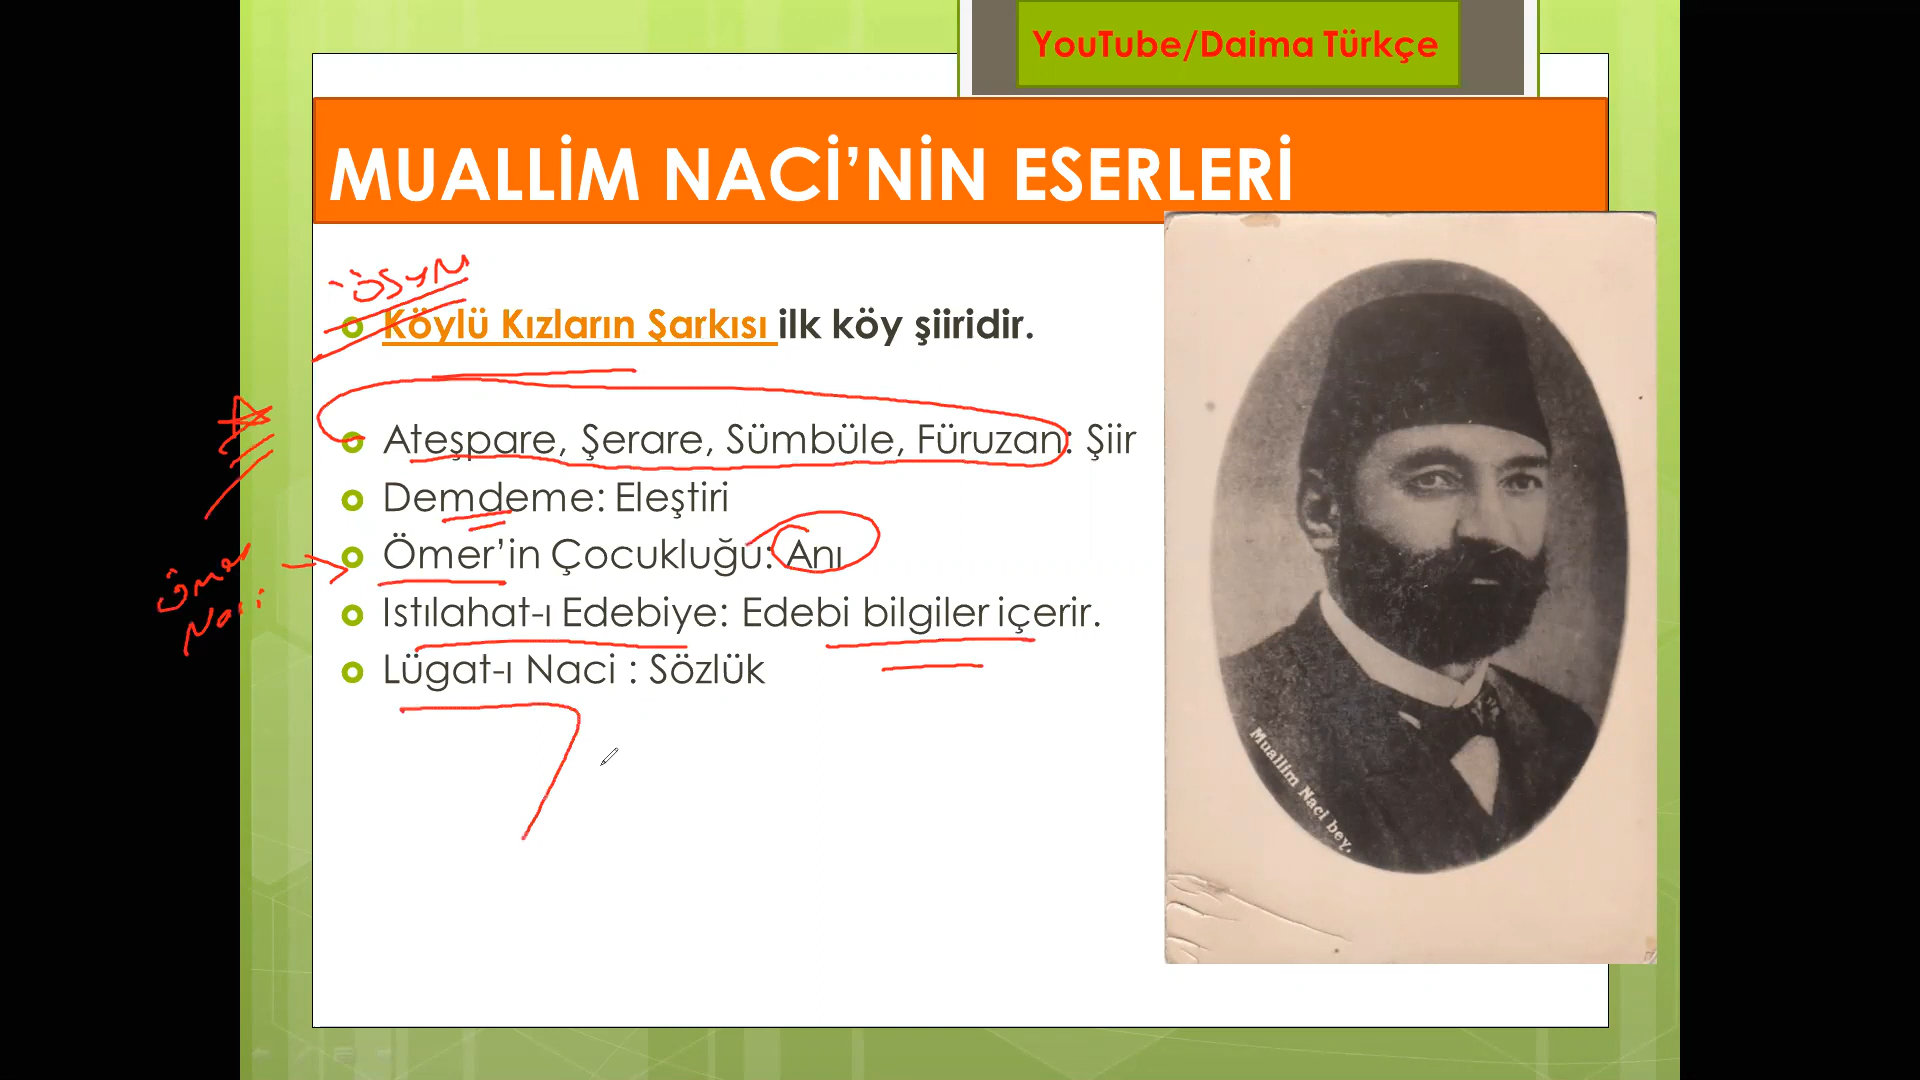 YouTube/Daima Türkçe
MUALLİM NACİ’NİN ESERLERİ
ÖSYM
Köylü Kızların Şarkısı ilk köy şiiridir.
Ateşpare, Şerare, Sümbüle, Füruzan: Şiir
Demdeme: Eleştiri
Ömer’in Çocukluğu: Anı
Ömer
Naci
Istılahat-ı Edebiye: Edebi bilgiler içerir.
Lügat-ı Naci : Sözlük
Muallim Naci bey.